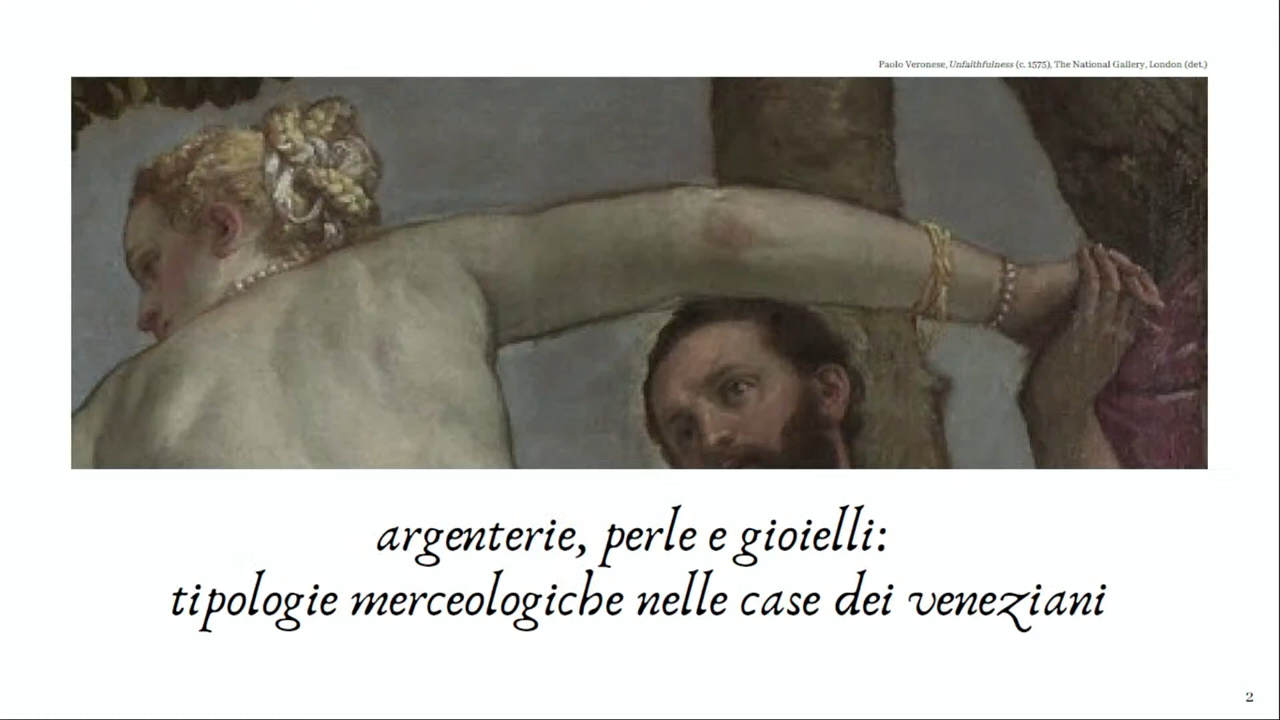 Paolo Veronese, Unfaithfulness (c. 1575), The National Gallery, London (det.)
argenterie, perle e gioielli:
tipologie merceologiche nelle case dei veneziani
2